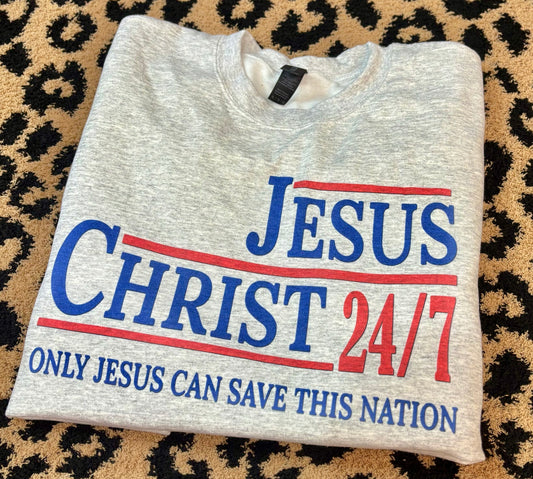 JESUS
CHRIST 24/7
ONLY JESUS CAN SAVE THIS NATION